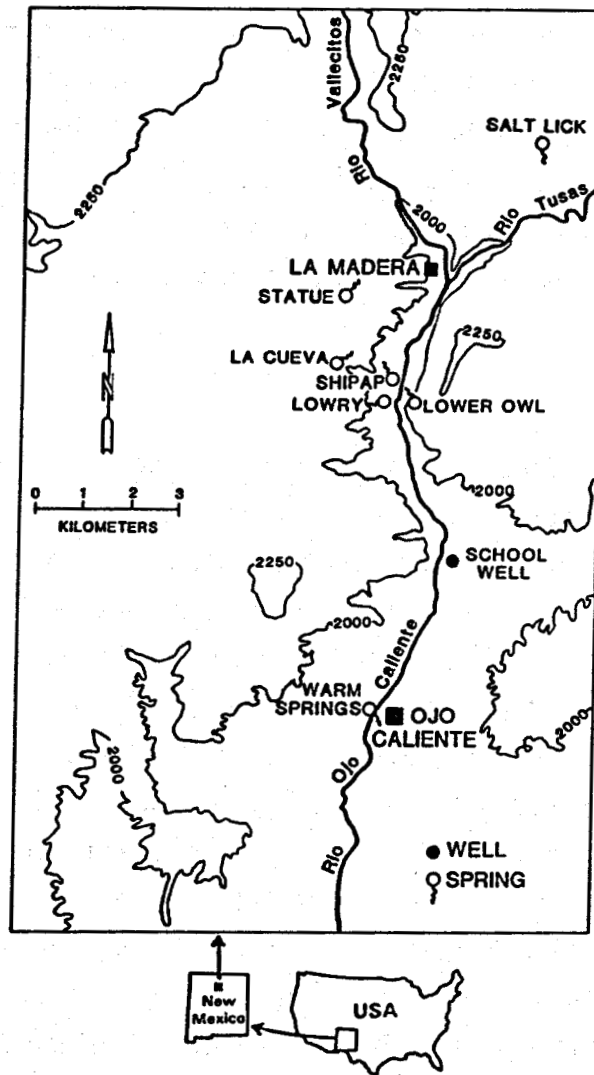 Rio Vallecitos
2250
SALT LICK
2250
2000
Rio Tusas
LA MADERA
STATUE
2250
LA CUEVA
SHIPAP
LOWRY
LOWER OWL
N
0 1 2 3
KILOMETERS
2000
SCHOOL
WELL
2250
2000
WARM
SPRINGS
OJO
CALIENTE
2000
2000
Rio Ojo Caliente
WELL
SPRING
New
Mexico
USA